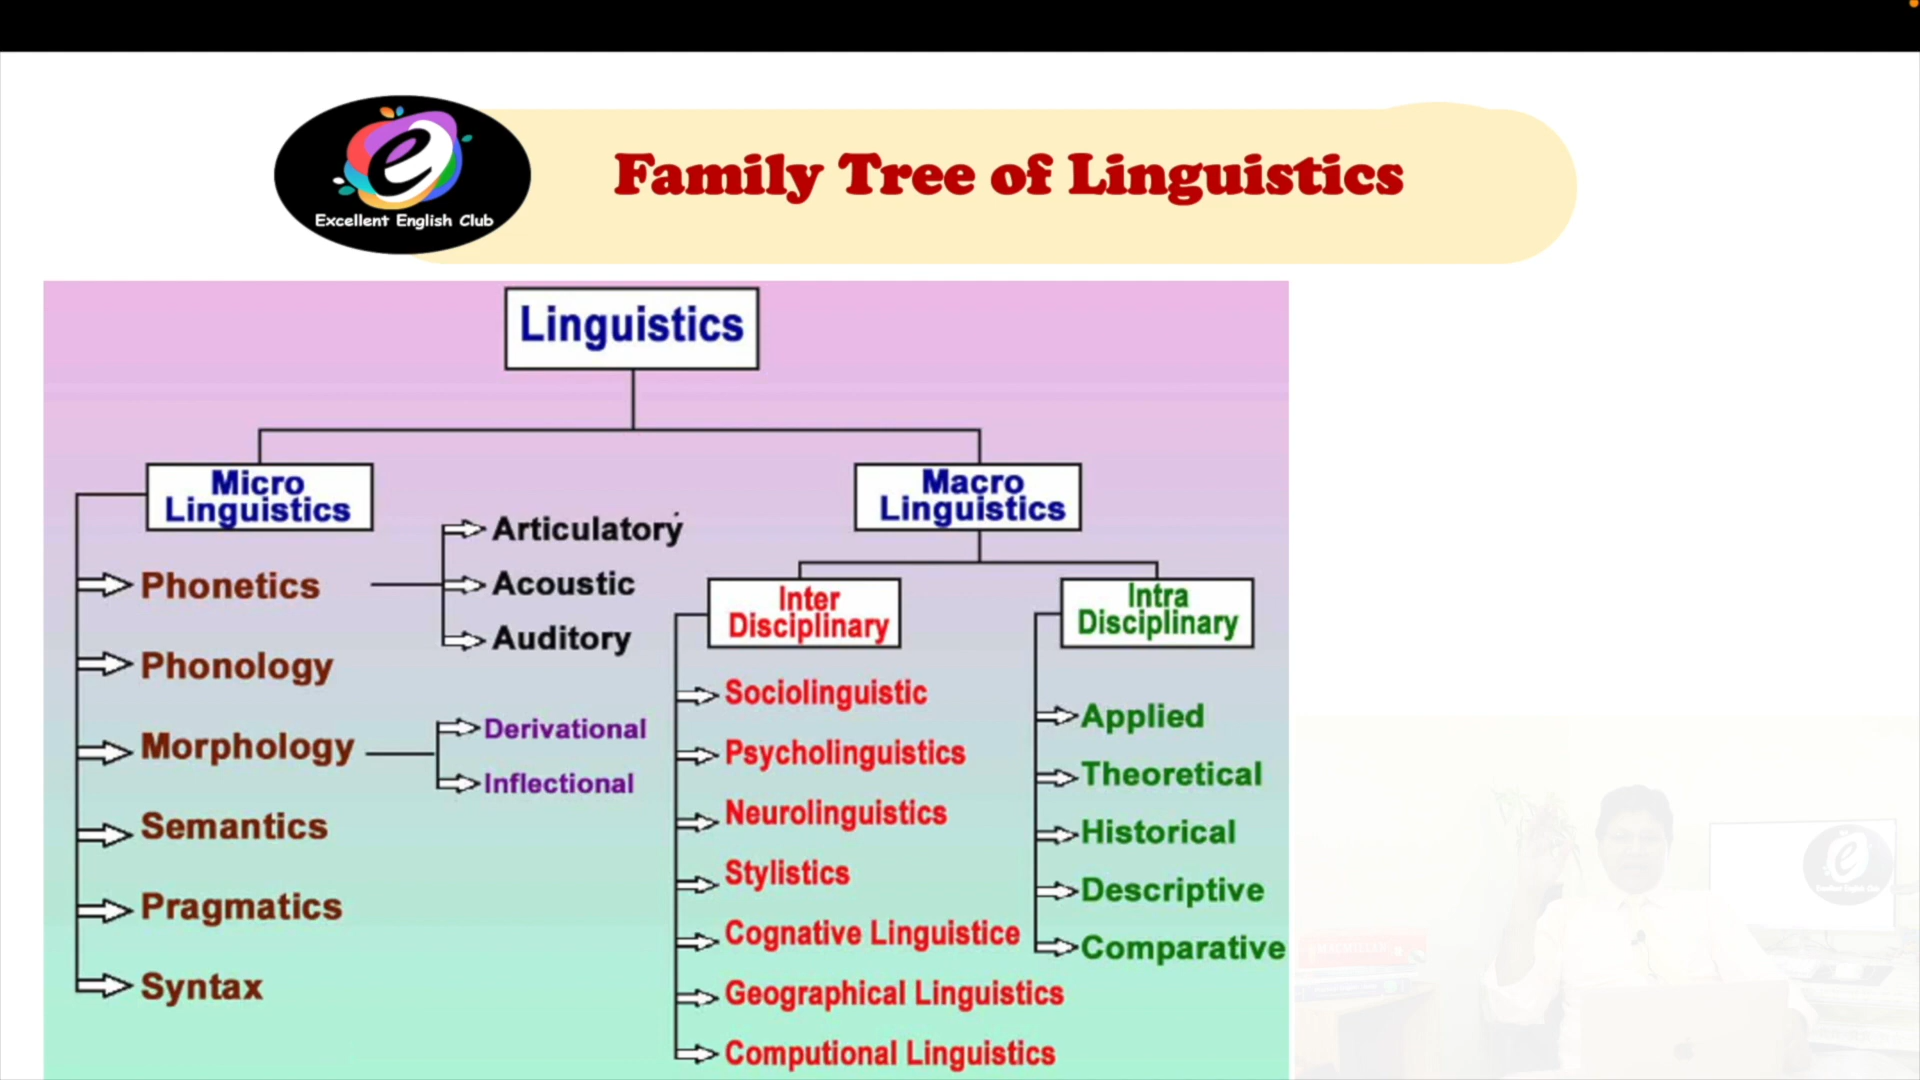 Excellent English Club
Family Tree of Linguistics
Linguistics
Micro
Linguistics
Phonetics
Articulatory
Acoustic
Auditory
Phonology
Morphology
Derivational
Inflectional
Semantics
Pragmatics
Syntax
Macro
Linguistics
Inter
Disciplinary
Sociolinguistic
Psycholinguistics
Neurolinguistics
Stylistics
Cognative Linguistice
Geographical Linguistics
Computional Linguistics
Intra
Disciplinary
Applied
Theoretical
Historical
Descriptive
Comparative